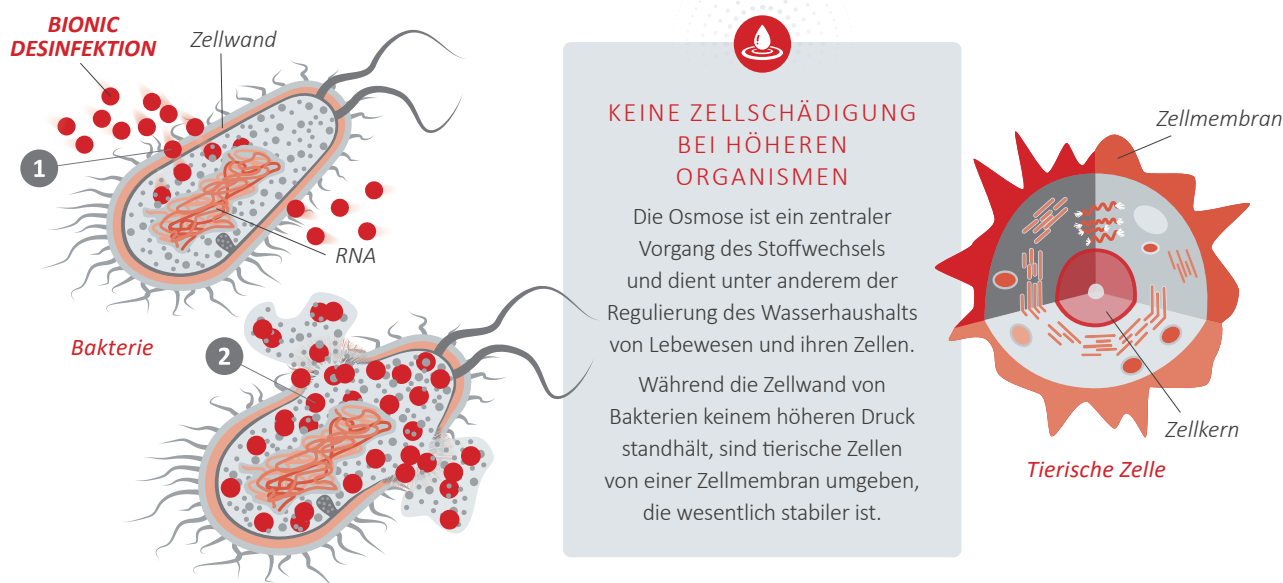 BIONIC
DESINFEKTION
Zellwand
1
RNA
Bakterie
2
KEINE ZELLSCHÄDIGUNG
BEI HÖHEREN
ORGANISMEN
Die Osmose ist ein zentraler
Vorgang des Stoffwechsels
und dient unter anderem der
Regulierung des Wasserhaushalts
von Lebewesen und ihren Zellen.
Während die Zellwand von
Bakterien keinem höheren Druck
standhält, sind tierische Zellen
von einer Zellmembran umgeben,
die wesentlich stabiler ist.
Zellmembran
Zellkern
Tierische Zelle